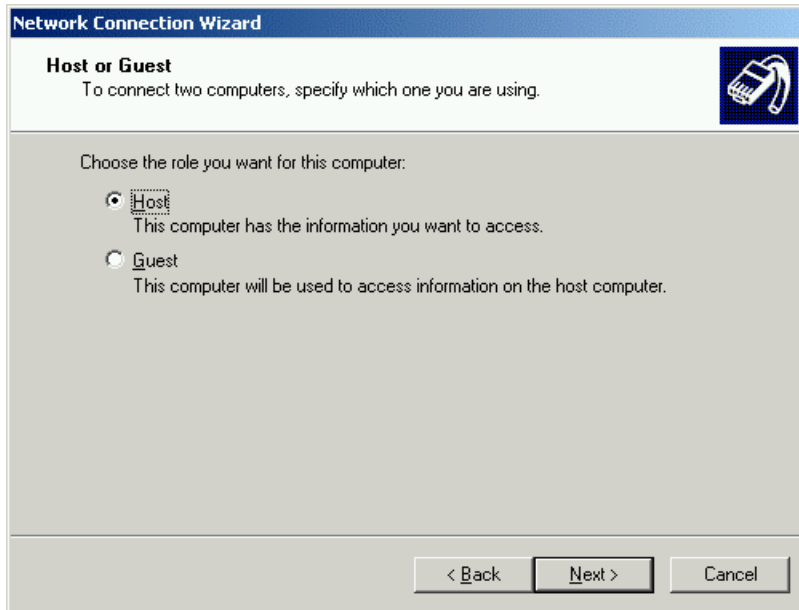 Network Connection Wizard
Host or Guest
To connect two computers, specify which one you are using.
Choose the role you want for this computer:
Host
This computer has the information you want to access.
Guest
This computer will be used to access information on the host computer.
< Back Next > Cancel